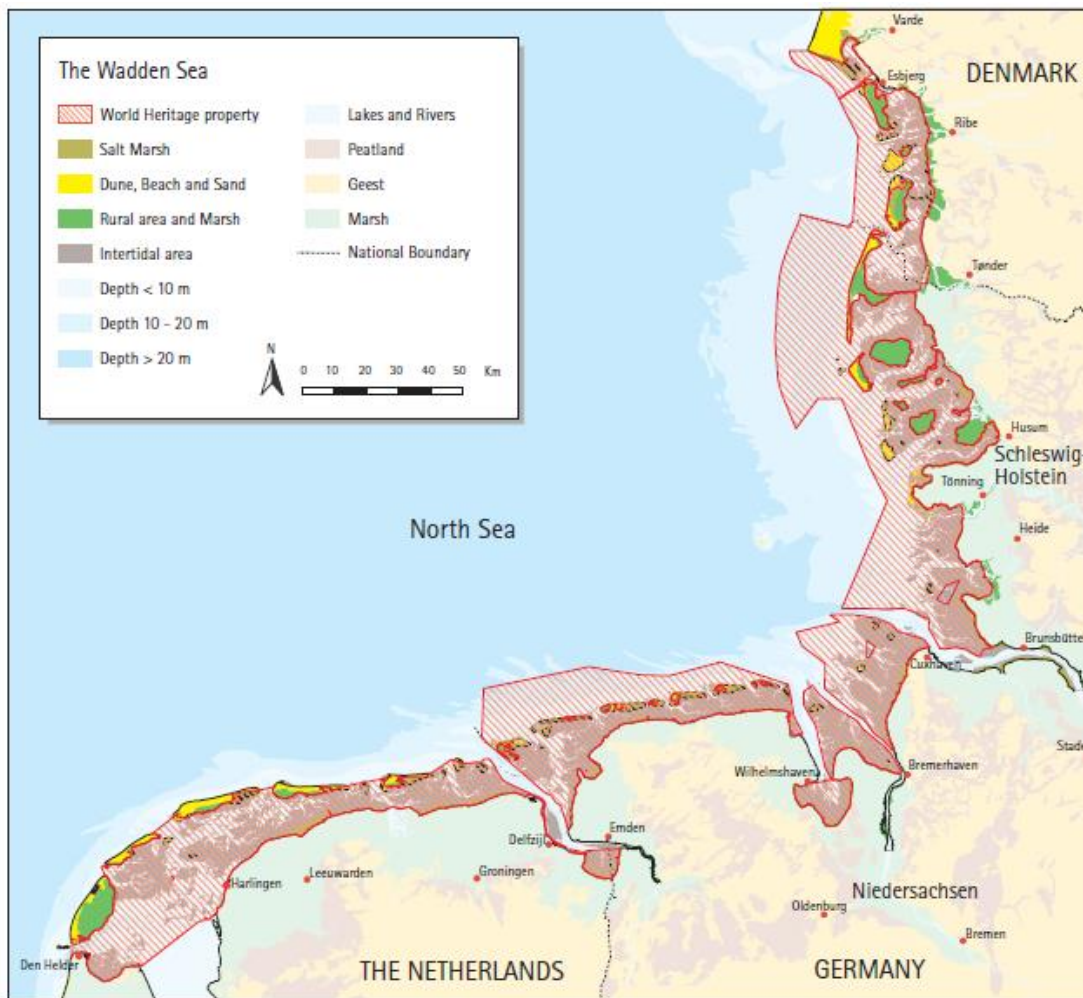 The Wadden Sea
World Heritage property
Salt Marsh
Dune, Beach and Sand
Rural area and Marsh
Intertidal area
Depth < 10 m
Depth 10 - 20 m
Depth > 20 m
Lakes and Rivers
Peatland
Geest
Marsh
National Boundary
N
0 10 20 30 40 50 Km
Varde
Esbjerg
DENMARK
Ribe
Tønder
Husum
Schleswig-
Holstein
Tönning
North Sea
Heide
Brunsbütte
Cuxhaven
Stade
Wilhelmshaven
Bremerhaven
Delfzijl
Emden
Harlingen
Leeuwarden
Groningen
Niedersachsen
Oldenburg
Bremen
Den Helder
THE NETHERLANDS
GERMANY